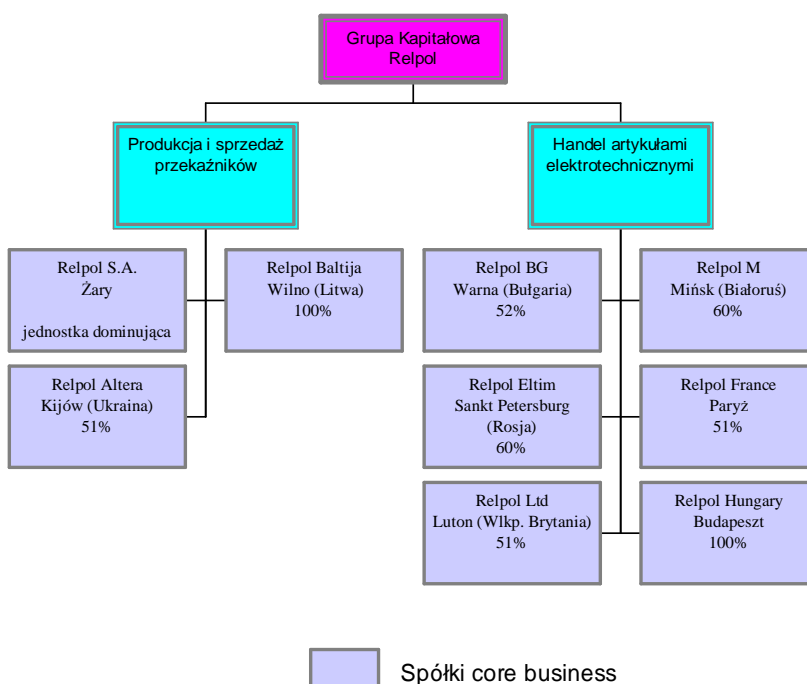 Grupa Kapitałowa
Relpol
Produkcja i sprzedaż
przekaźników
Handel artykułami
elektrotechnicznymi
Relpol S.A.
Żary
jednostka dominująca
Relpol Baltija
Wilno (Litwa)
100%
Relpol BG
Warna (Bułgaria)
52%
Relpol M
Mińsk (Białoruś)
60%
Relpol Altera
Kijów (Ukraina)
51%
Relpol Eltim
Sankt Petersburg
(Rosja)
60%
Relpol France
Paryż
51%
Relpol Ltd
Luton (Wlkp. Brytania)
51%
Relpol Hungary
Budapeszt
100%
Spółki core business